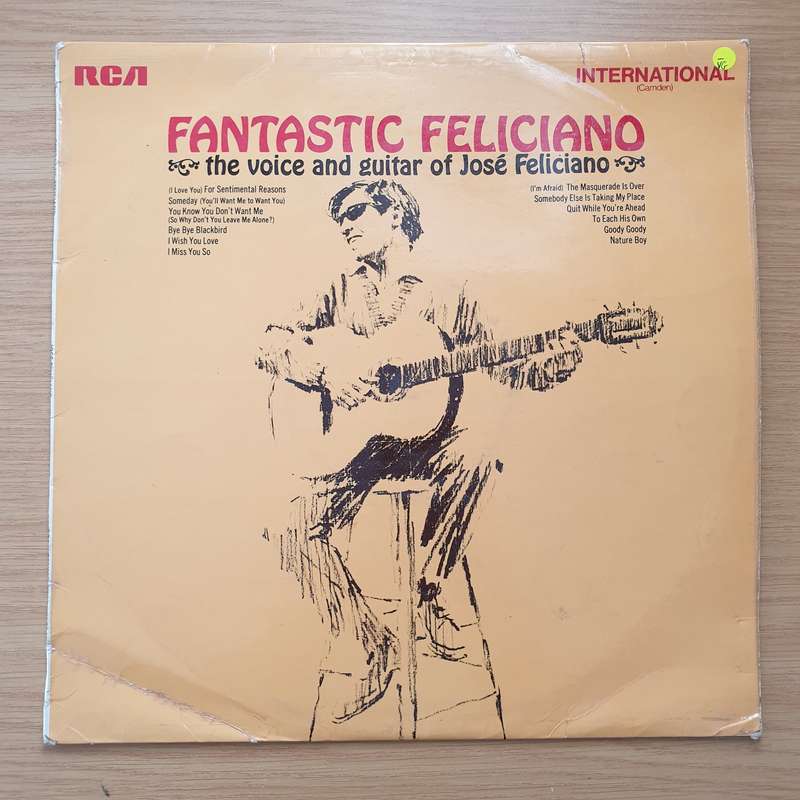 RCA
INTERNATIONAL
(Camden)
VG
FANTASTIC FELICIANO
the voice and guitar of José Feliciano
(I Love You) For Sentimental Reasons
Someday (You'll Want Me to Want You)
You Know You Don't Want Me
(So Why Don't You Leave Me Alone?)
Bye Bye Blackbird
I Wish You Love
I Miss You So
(I'm Afraid) The Masquerade Is Over
Somebody Else Is Taking My Place
Quit While You're Ahead
To Each His Own
Goody Goody
Nature Boy